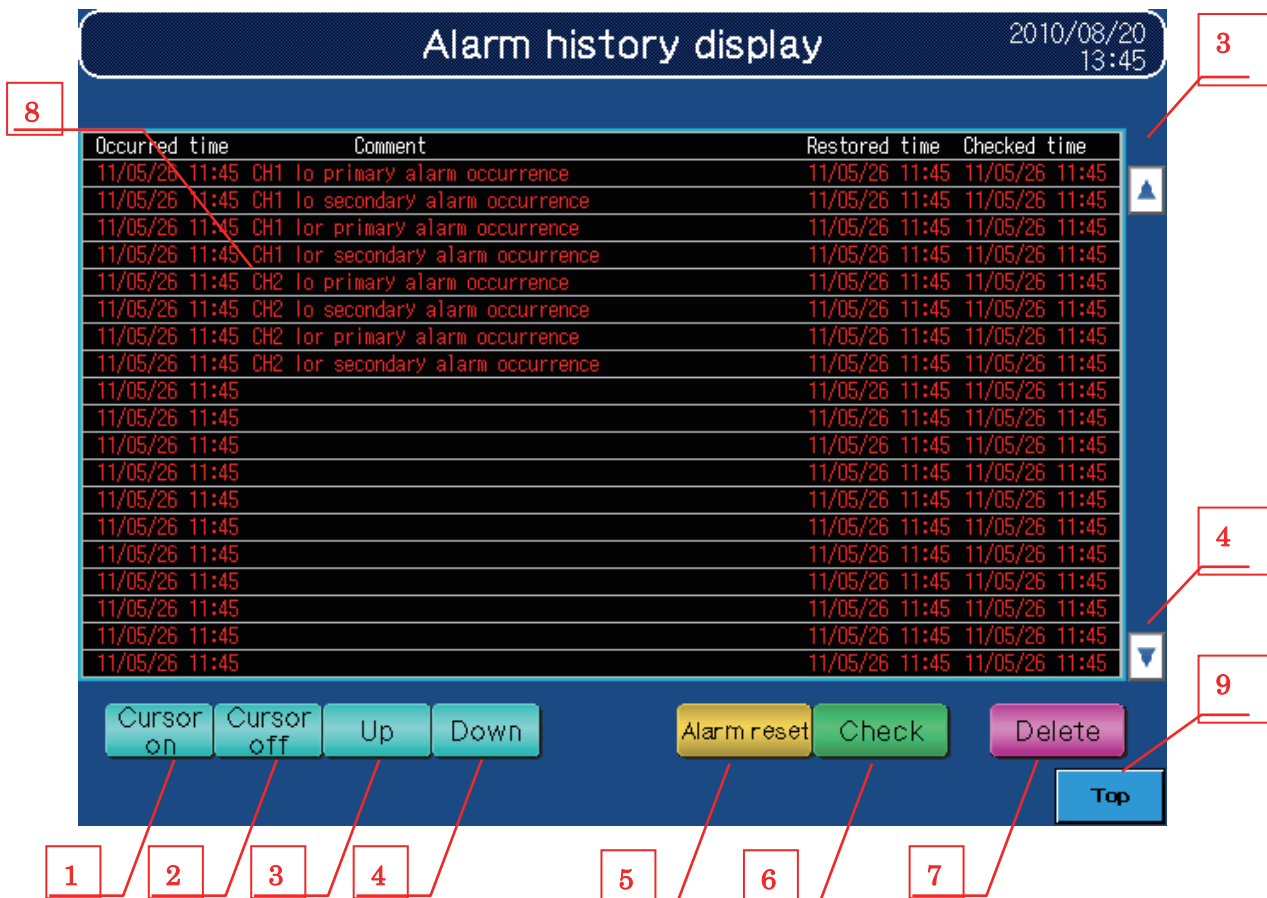 Alarm history display
2010/08/20
13:45
3
8
Occurred time Comment Restored time Checked time
11/05/26 11:45 CH1 Io primary alarm occurrence 11/05/26 11:45 11/05/26 11:45
11/05/26 11:45 CH1 Io secondary alarm occurrence 11/05/26 11:45 11/05/26 11:45
11/05/26 11:45 CH1 Ior primary alarm occurrence 11/05/26 11:45 11/05/26 11:45
11/05/26 11:45 CH1 Ior secondary alarm occurrence 11/05/26 11:45 11/05/26 11:45
11/05/26 11:45 CH2 Io primary alarm occurrence 11/05/26 11:45 11/05/26 11:45
11/05/26 11:45 CH2 Io secondary alarm occurrence 11/05/26 11:45 11/05/26 11:45
11/05/26 11:45 CH2 Ior primary alarm occurrence 11/05/26 11:45 11/05/26 11:45
11/05/26 11:45 CH2 Ior secondary alarm occurrence 11/05/26 11:45 11/05/26 11:45
11/05/26 11:45 11/05/26 11:45 11/05/26 11:45
11/05/26 11:45 11/05/26 11:45 11/05/26 11:45
11/05/26 11:45 11/05/26 11:45 11/05/26 11:45
11/05/26 11:45 11/05/26 11:45 11/05/26 11:45
11/05/26 11:45 11/05/26 11:45 11/05/26 11:45
11/05/26 11:45 11/05/26 11:45 11/05/26 11:45
11/05/26 11:45 11/05/26 11:45 11/05/26 11:45
11/05/26 11:45 11/05/26 11:45 11/05/26 11:45
11/05/26 11:45 11/05/26 11:45 11/05/26 11:45
11/05/26 11:45 11/05/26 11:45 11/05/26 11:45
11/05/26 11:45 11/05/26 11:45 11/05/26 11:45
4
9
Cursor on
Cursor off
Up
Down
Alarm reset
Check
Delete
Top
1
2
3
4
5
6
7